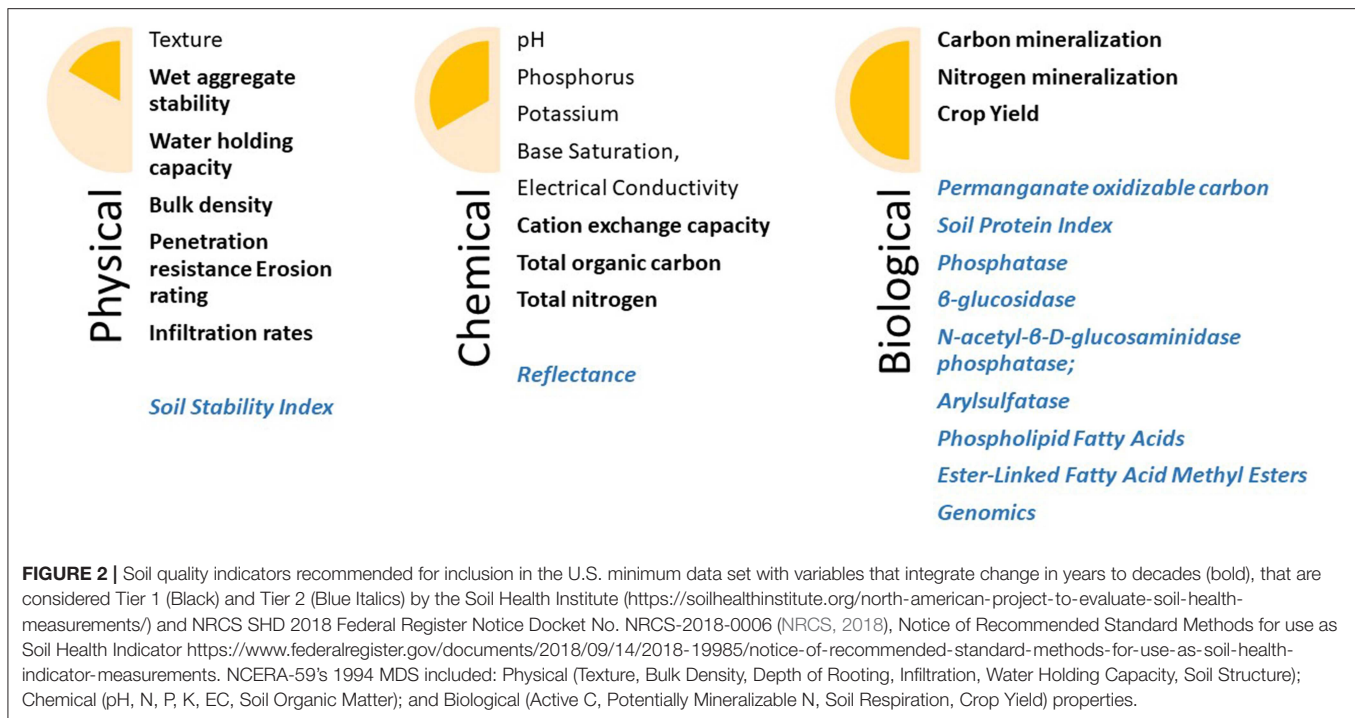 Physical
Texture
Wet aggregate
stability
Water holding
capacity
Bulk density
Penetration
resistance Erosion
rating
Infiltration rates
Soil Stability Index
Chemical
pH
Phosphorus
Potassium
Base Saturation,
Electrical Conductivity
Cation exchange capacity
Total organic carbon
Total nitrogen
Reflectance
Biological
Carbon mineralization
Nitrogen mineralization
Crop Yield
Permanganate oxidizable carbon
Soil Protein Index
Phosphatase
β-glucosidase
N-acetyl-β-D-glucosaminidase
phosphatase;
Arylsulfatase
Phospholipid Fatty Acids
Ester-Linked Fatty Acid Methyl Esters
Genomics
FIGURE 2 | Soil quality indicators recommended for inclusion in the U.S. minimum data set with variables that integrate change in years to decades (bold), that are
considered Tier 1 (Black) and Tier 2 (Blue Italics) by the Soil Health Institute (https://soilhealthinstitute.org/north-american-project-to-evaluate-soil-health-
measurements/) and NRCS SHD 2018 Federal Register Notice Docket No. NRCS-2018-0006 (NRCS, 2018), Notice of Recommended Standard Methods for use as
Soil Health Indicator https://www.federalregister.gov/documents/2018/09/14/2018-19985/notice-of-recommended-standard-methods-for-use-as-soil-health-
indicator-measurements. NCERA-59's 1994 MDS included: Physical (Texture, Bulk Density, Depth of Rooting, Infiltration, Water Holding Capacity, Soil Structure);
Chemical (pH, N, P, K, EC, Soil Organic Matter); and Biological (Active C, Potentially Mineralizable N, Soil Respiration, Crop Yield) properties.